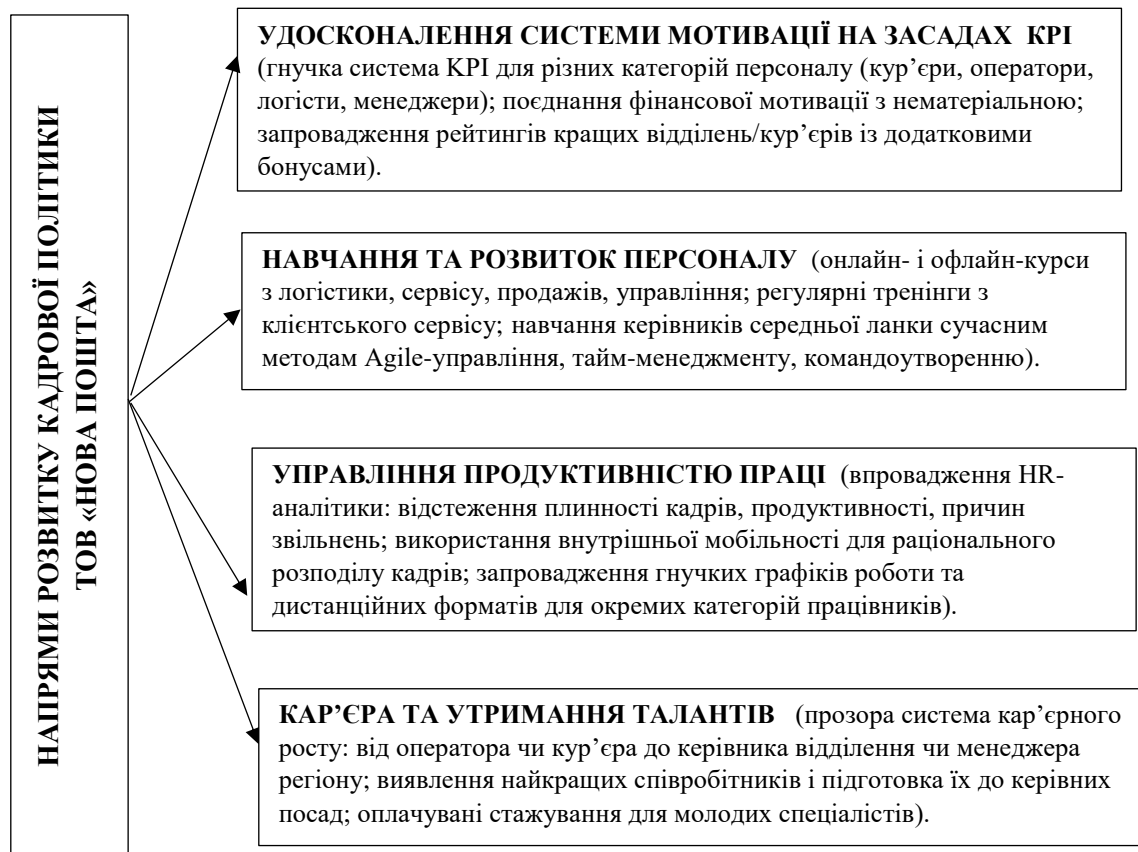 НАПРЯМИ РОЗВИТКУ КАДРОВОЇ ПОЛІТИКИ
ТОВ «НОВА ПОШТА»
УДОСКОНАЛЕННЯ СИСТЕМИ МОТИВАЦІЇ НА ЗАСАДАХ КРІ
(гнучка система KPI для різних категорій персоналу (кур’єри, оператори,
логісти, менеджери); поєднання фінансової мотивації з нематеріальною;
запровадження рейтингів кращих відділень/кур’єрів із додатковими
бонусами).
НАВЧАННЯ ТА РОЗВИТОК ПЕРСОНАЛУ (онлайн- і офлайн-курси
з логістики, сервісу, продажів, управління; регулярні тренінги з
клієнтського сервісу; навчання керівників середньої ланки сучасним
методам Agile-управління, тайм-менеджменту, командоутворенню).
УПРАВЛІННЯ ПРОДУКТИВНІСТЮ ПРАЦІ (впровадження HR-
аналітики: відстеження плинності кадрів, продуктивності, причин
звільнень; використання внутрішньої мобільності для раціонального
розподілу кадрів; запровадження гнучких графіків роботи та
дистанційних форматів для окремих категорій працівників).
КАР’ЄРА ТА УТРИМАННЯ ТАЛАНТІВ (прозора система кар’єрного
росту: від оператора чи кур’єра до керівника відділення чи менеджера
регіону; виявлення найкращих співробітників і підготовка їх до керівних
посад; оплачувані стажування для молодих спеціалістів).